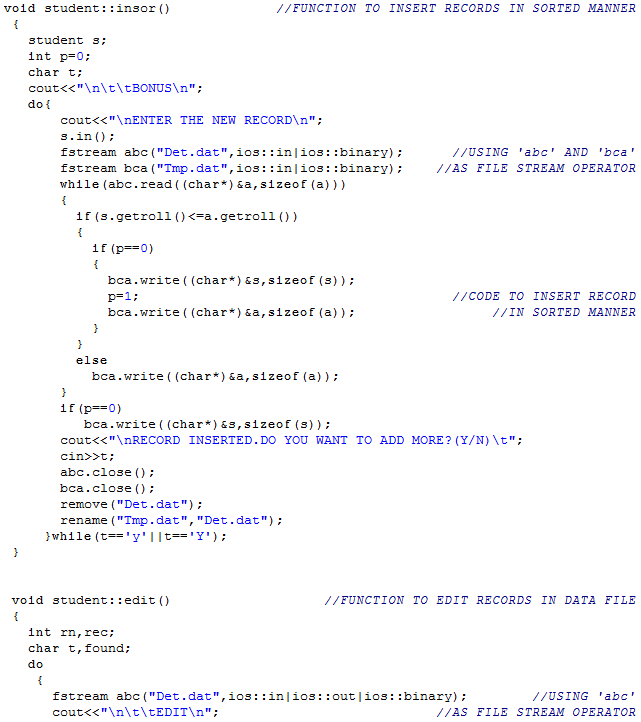 void student::insor()             //FUNCTION TO INSERT RECORDS IN SORTED MANNER
 {
   student s;
   int p=0;
   char t;
   cout<<"\n\t\tBONUS\n";
   do{
       cout<<"\nENTER THE NEW RECORD\n";
       s.in();
       fstream abc("Det.dat",ios::in|ios::binary);      //USING 'abc' AND 'bca'
       fstream bca("Tmp.dat",ios::in|ios::binary);    //AS FILE STREAM OPERATOR
       while(abc.read((char*)&a,sizeof(a)))
       {
         if(s.getroll()<=a.getroll())
         {
           if(p==0)
           {
             bca.write((char*)&s,sizeof(s));
             p=1;                                       //CODE TO INSERT RECORD
             bca.write((char*)&a,sizeof(a));                 //IN SORTED MANNER
           }
         }
         else
           bca.write((char*)&a,sizeof(a));
       }
       if(p==0)
          bca.write((char*)&s,sizeof(s));
       cout<<"\nRECORD INSERTED.DO YOU WANT TO ADD MORE?(Y/N)\t";
       cin>>t;
       abc.close();
       bca.close();
       remove("Det.dat");
       rename("Tmp.dat","Det.dat");
     }while(t=='y'||t=='Y');
 }
 void student::edit()                   //FUNCTION TO EDIT RECORDS IN DATA FILE
 {
   int rn,rec;
   char t,found;
   do
    {
      fstream abc("Det.dat",ios::in|ios::out|ios::binary);        //USING 'abc'
      cout<<"\n\t\tEDIT\n";                           //AS FILE STREAM OPERATOR